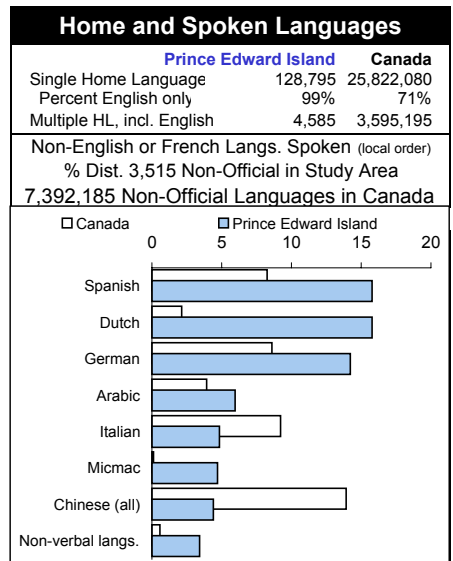 Home and Spoken Languages
Prince Edward Island Canada
Single Home Language 128,795 25,822,080
Percent English only 99% 71%
Multiple HL, incl. English 4,585 3,595,195
Non-English or French Langs. Spoken (local order)
% Dist. 3,515 Non-Official in Study Area
7,392,185 Non-Official Languages in Canada
Canada Prince Edward Island
0 5 10 15 20
Spanish
Dutch
German
Arabic
Italian
Micmac
Chinese (all)
Non-verbal langs.